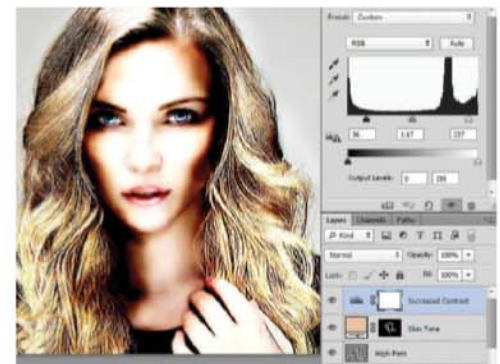 Preset: Custom
RGB Auto
36 1.67 237
Output Levels: 0 255
Layers Channels Paths
Kind
Normal Opacity: 100%
Lock: Fill: 100%
Increased Contrast
Skin Tone
High Pass